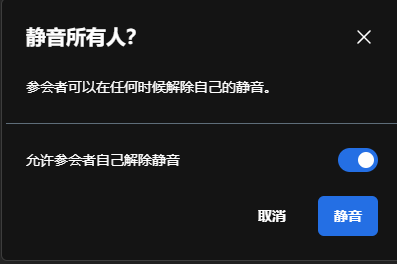 静音所有人?
参会者可以在任何时候解除自己的静音。
允许参会者自己解除静音
取消
静音